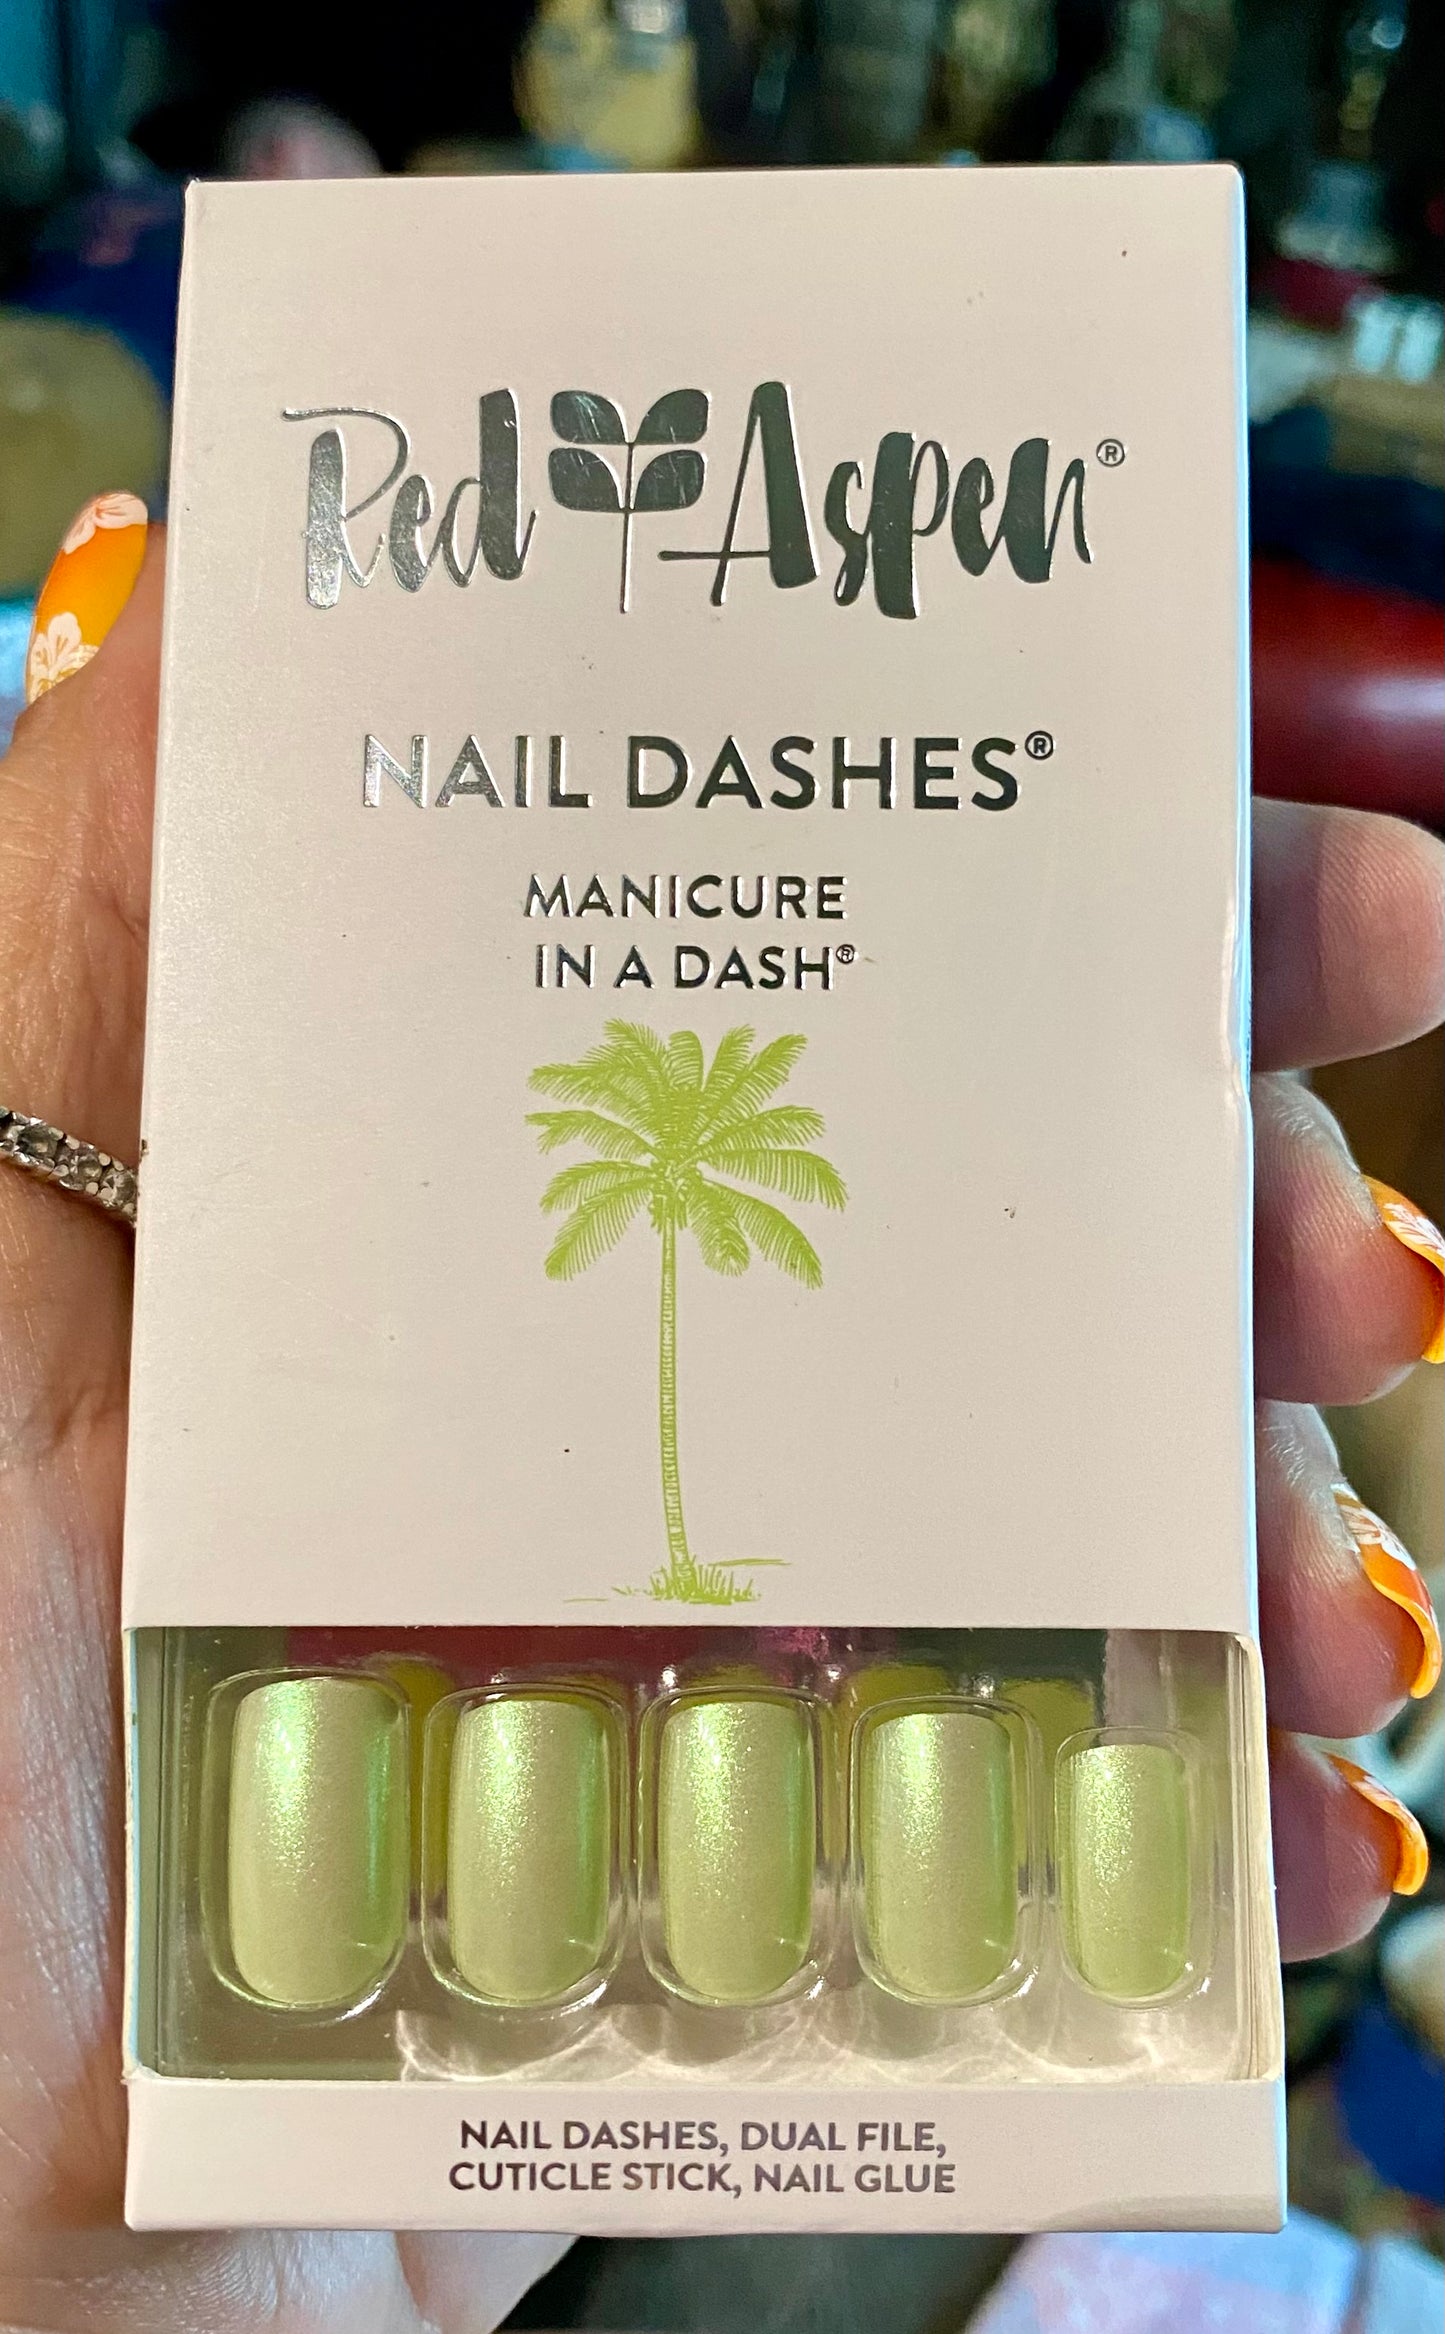 Red Aspen®
NAIL DASHES®
MANICURE
IN A DASH®
NAIL DASHES, DUAL FILE,
CUTICLE STICK, NAIL GLUE